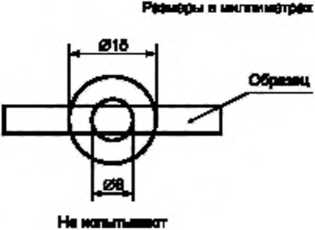 Размеры в миллиметрах
Ø15
Образец
Ø8
Не испытывают